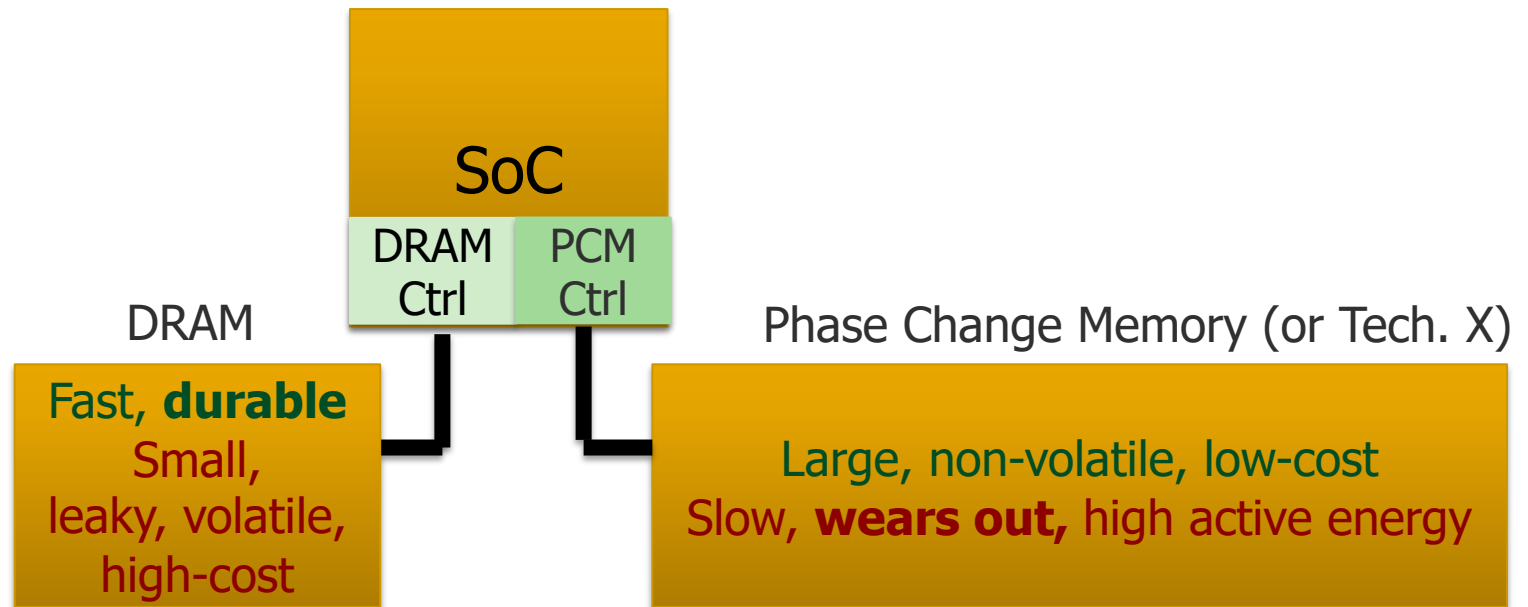 SoC
DRAM
Ctrl
PCM
Ctrl
DRAM
Fast, durable
Small,
leaky, volatile,
high-cost
Phase Change Memory (or Tech. X)
Large, non-volatile, low-cost
Slow, wears out, high active energy